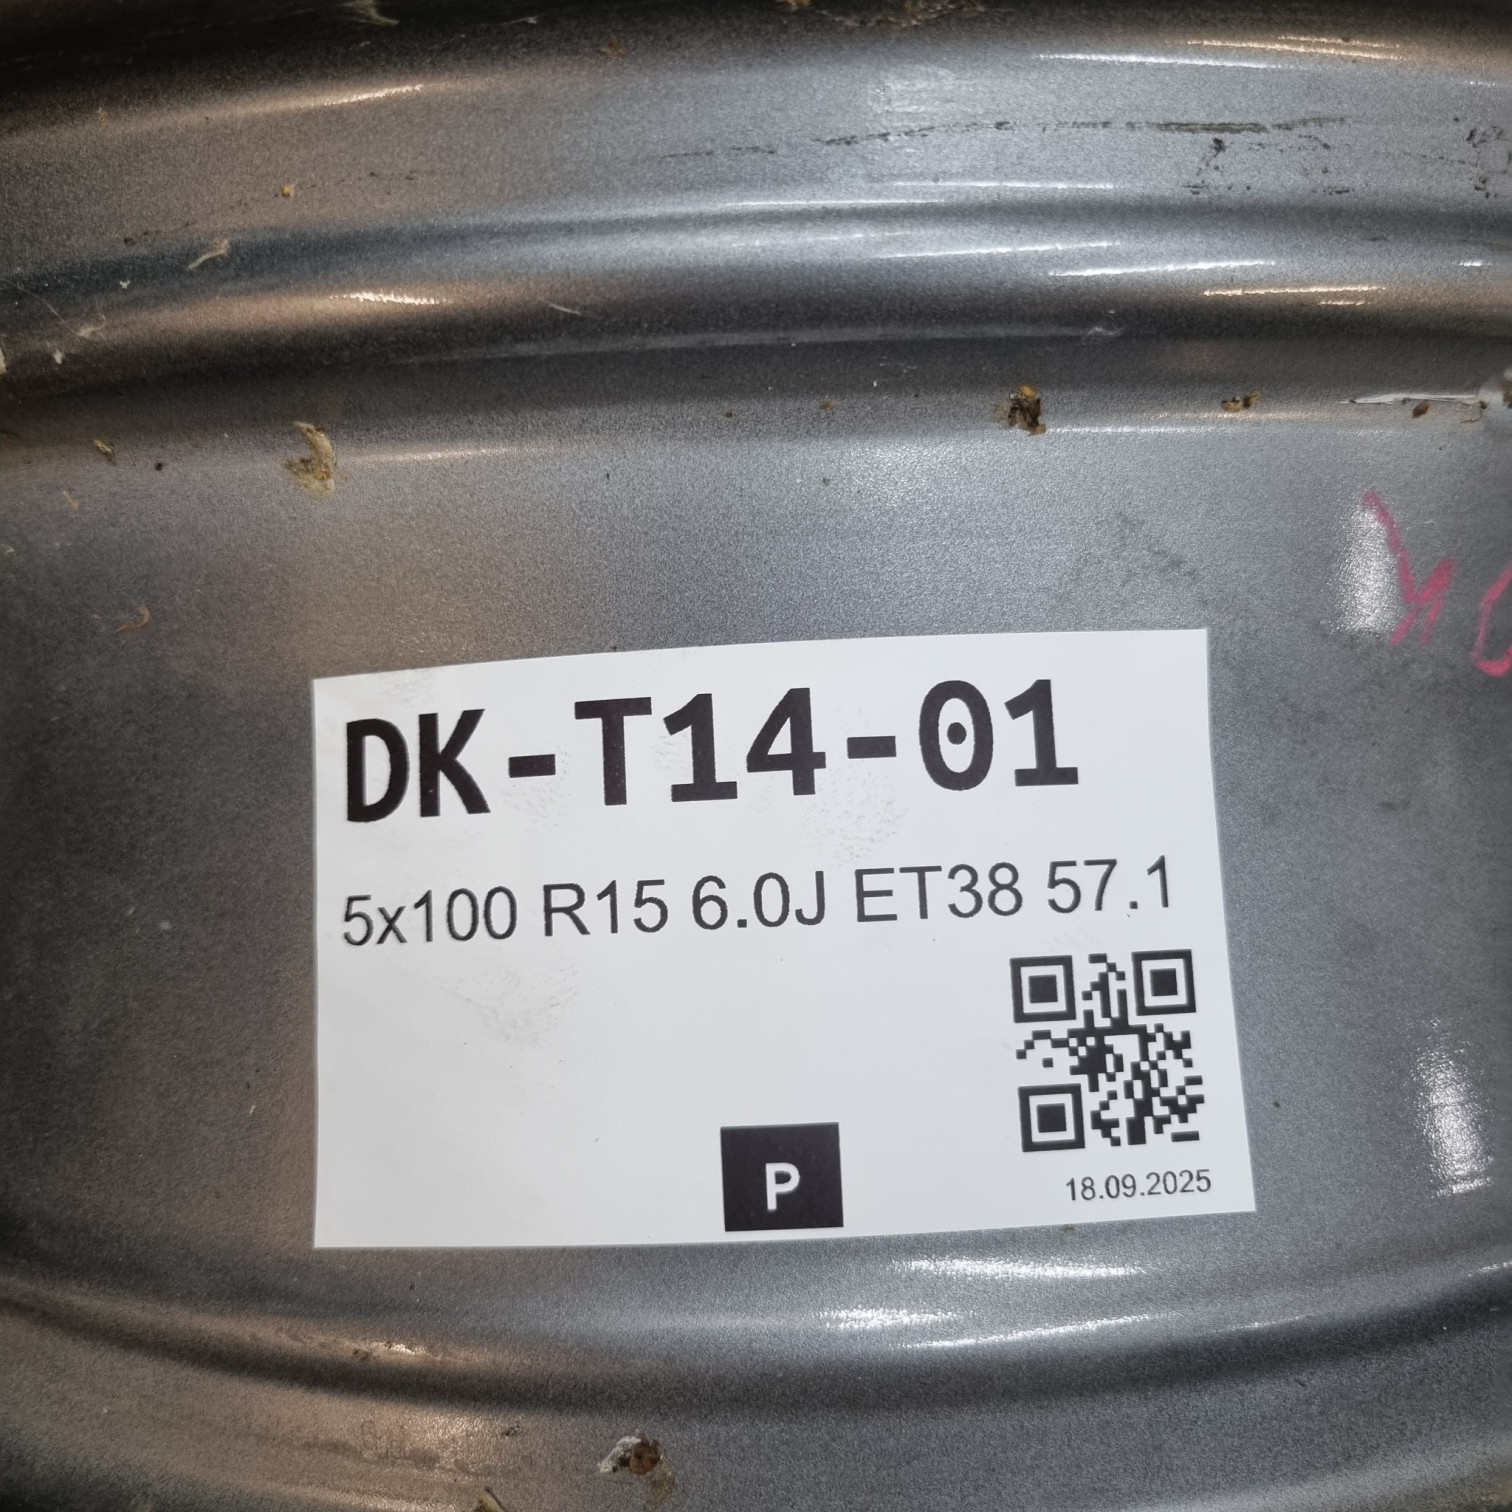 DK-T14-01
5x100 R15 6.0J ET38 57.1
P
18.09.2025